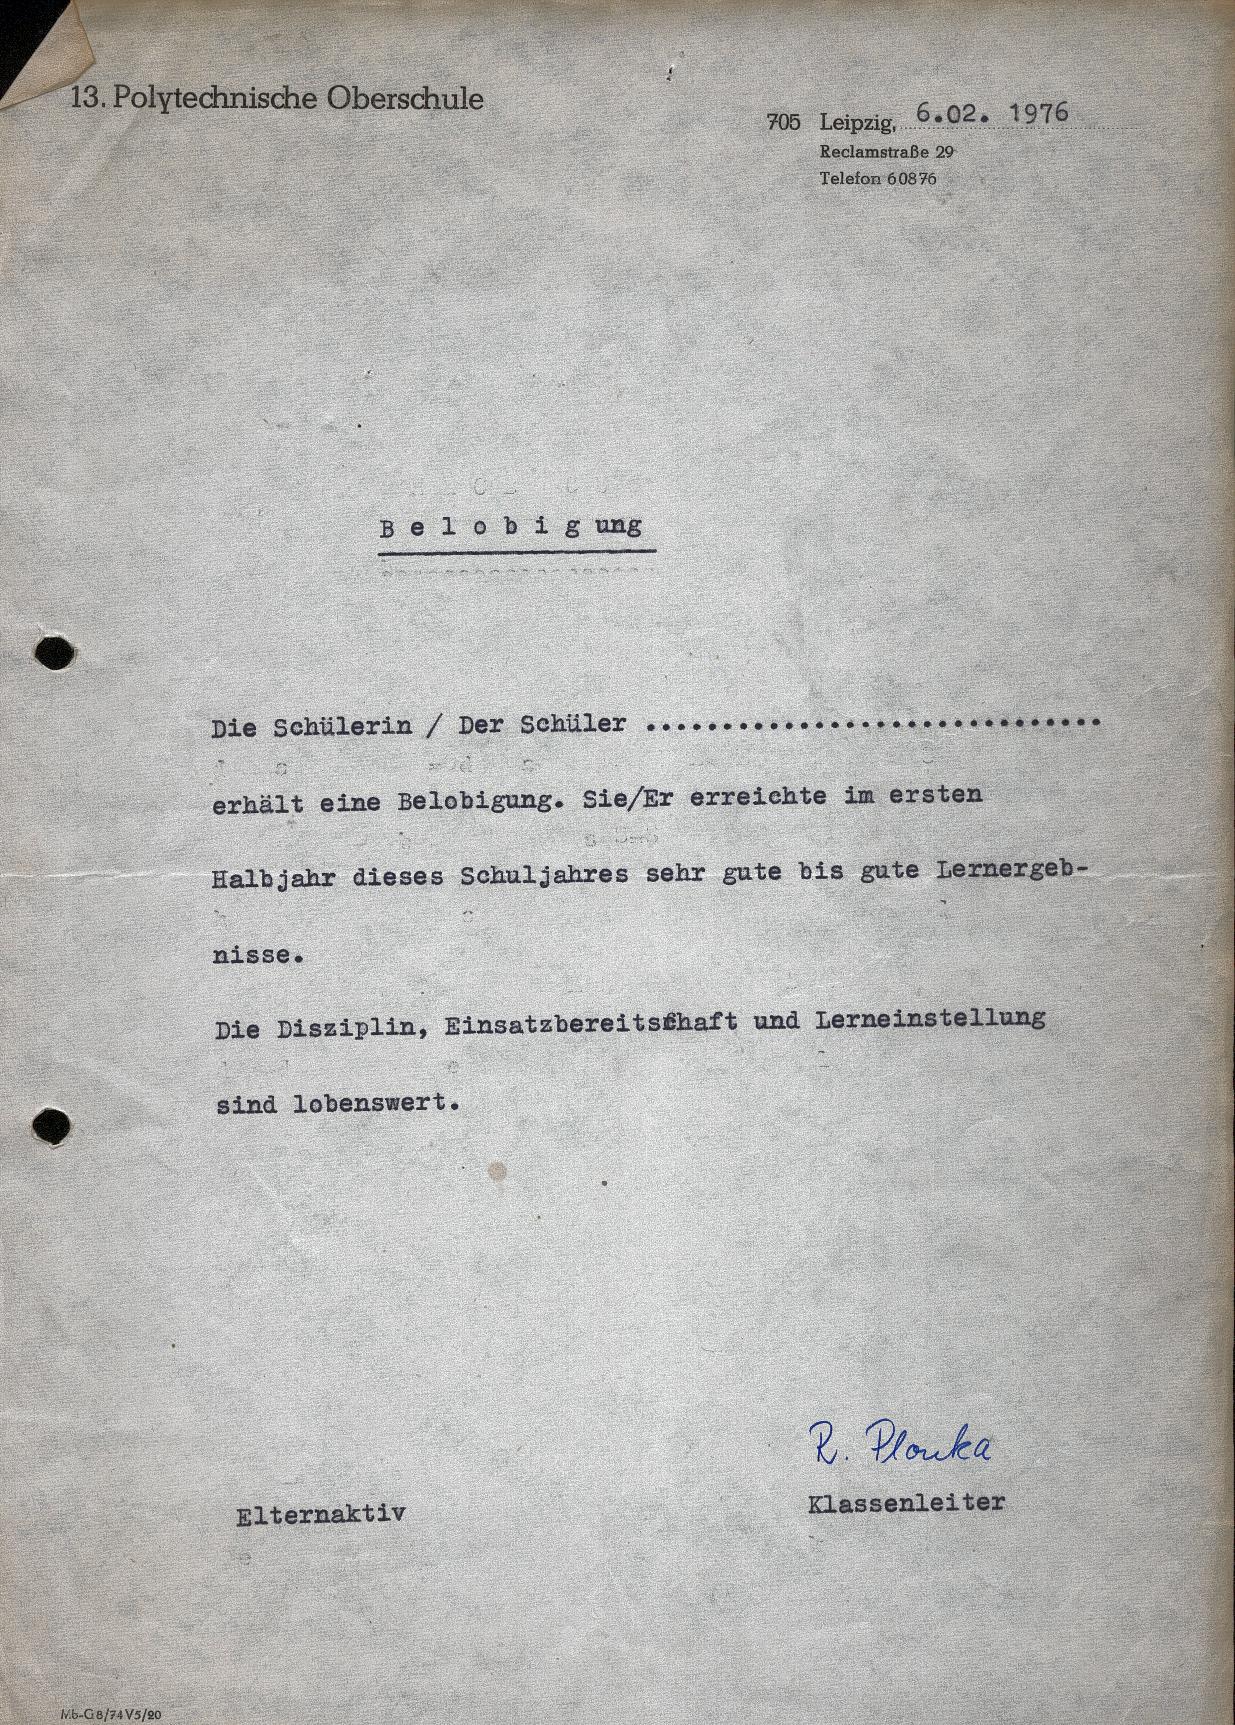 13. Polytechnische Oberschule
705 Leipzig, 6.02. 1976
Reclamstraße 29
Telefon 60876
B e l o b i g ung
Die Schülerin / Der Schüler ..............................
erhält eine Belobigung. Sie/Er erreichte im ersten
Halbjahr dieses Schuljahres sehr gute bis gute Lernergeb-
nisse.
Die Disziplin, Einsatzbereitschaft und Lerneinstellung
sind lobenswert.
R. Plonka
Elternaktiv
Klassenleiter
Mb-G 8/74 V 5/20